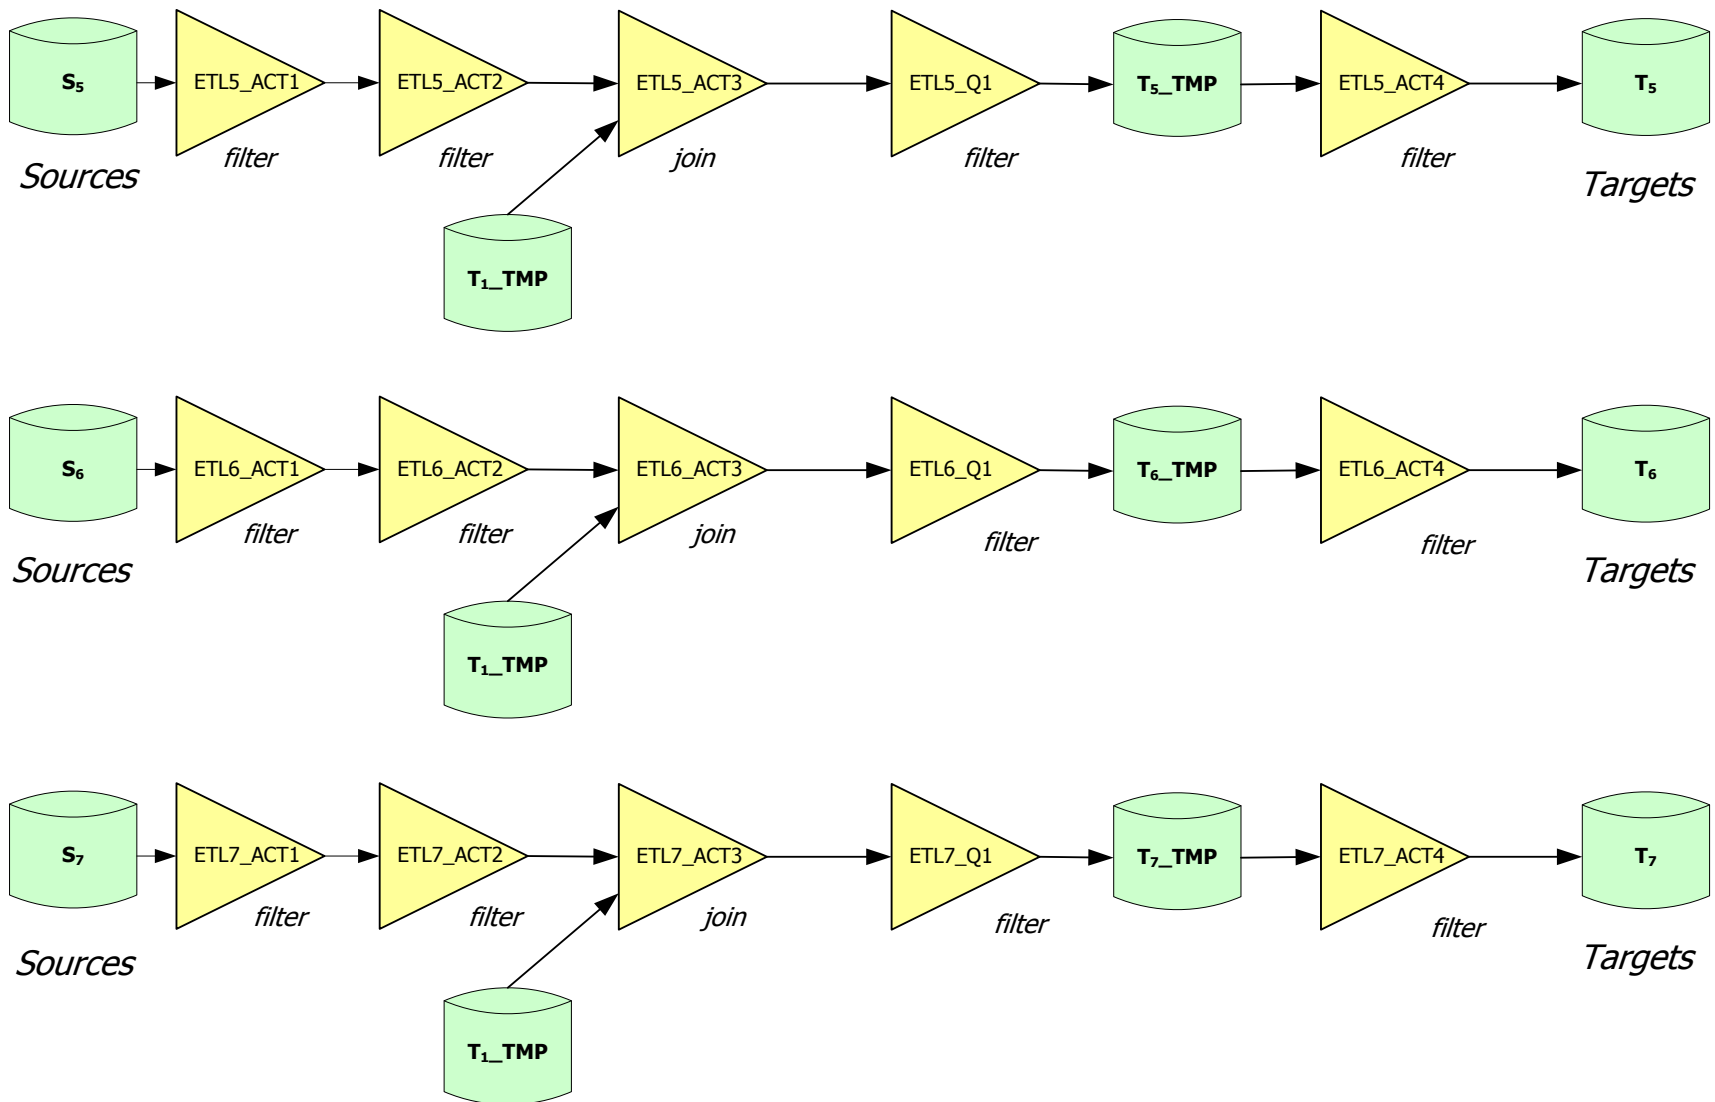 S₅
ETL5_ACT1
ETL5_ACT2
ETL5_ACT3
ETL5_Q1
T₅_TMP
ETL5_ACT4
T₅
filter
filter
join
filter
filter
Sources
Targets
T₁_TMP
S₆
ETL6_ACT1
ETL6_ACT2
ETL6_ACT3
ETL6_Q1
T₆_TMP
ETL6_ACT4
T₆
filter
filter
join
filter
filter
Sources
Targets
T₁_TMP
S₇
ETL7_ACT1
ETL7_ACT2
ETL7_ACT3
ETL7_Q1
T₇_TMP
ETL7_ACT4
T₇
filter
filter
join
filter
filter
Sources
Targets
T₁_TMP